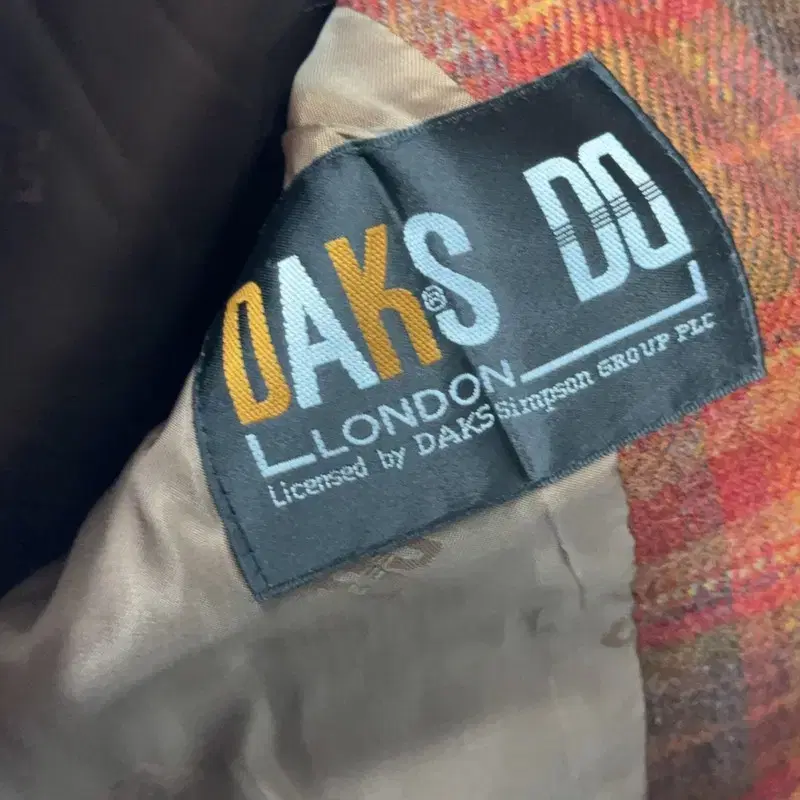 DAKS® DD
LONDON
Licensed by DAKS Simpson GROUP PLC